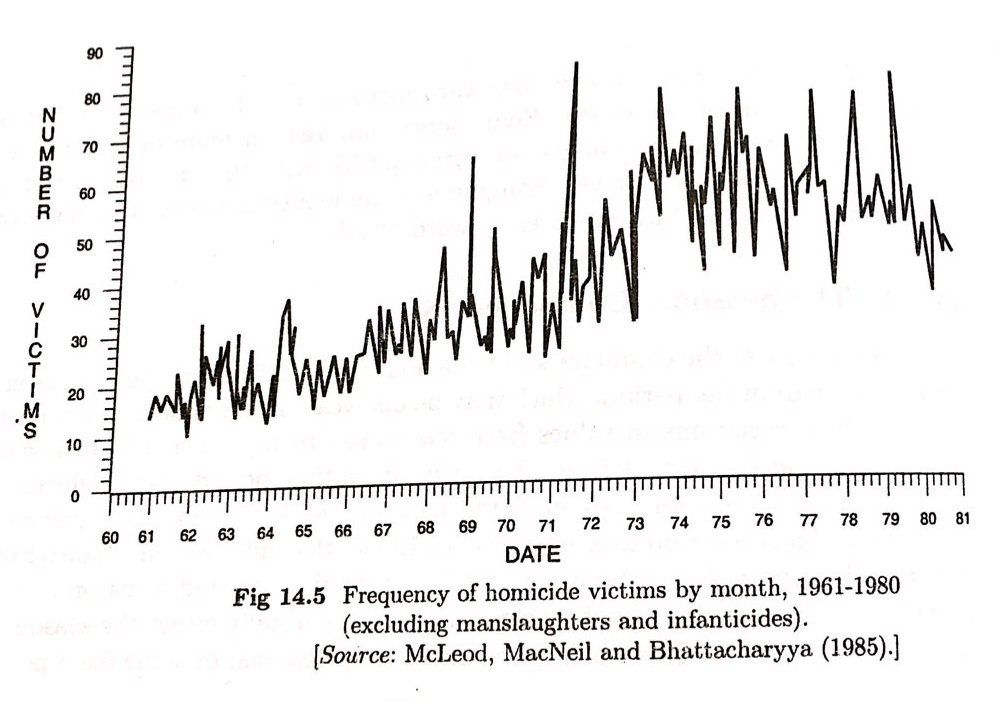 90
80
70
60
50
40
30
20
10
0
NUMBER OF VICTIMS
60 61 62 63 64 65 66 67 68 69 70 71 72 73 74 75 76 77 78 79 80 81
DATE
Fig 14.5 Frequency of homicide victims by month, 1961-1980
(excluding manslaughters and infanticides).
[Source: McLeod, MacNeil and Bhattacharyya (1985).]